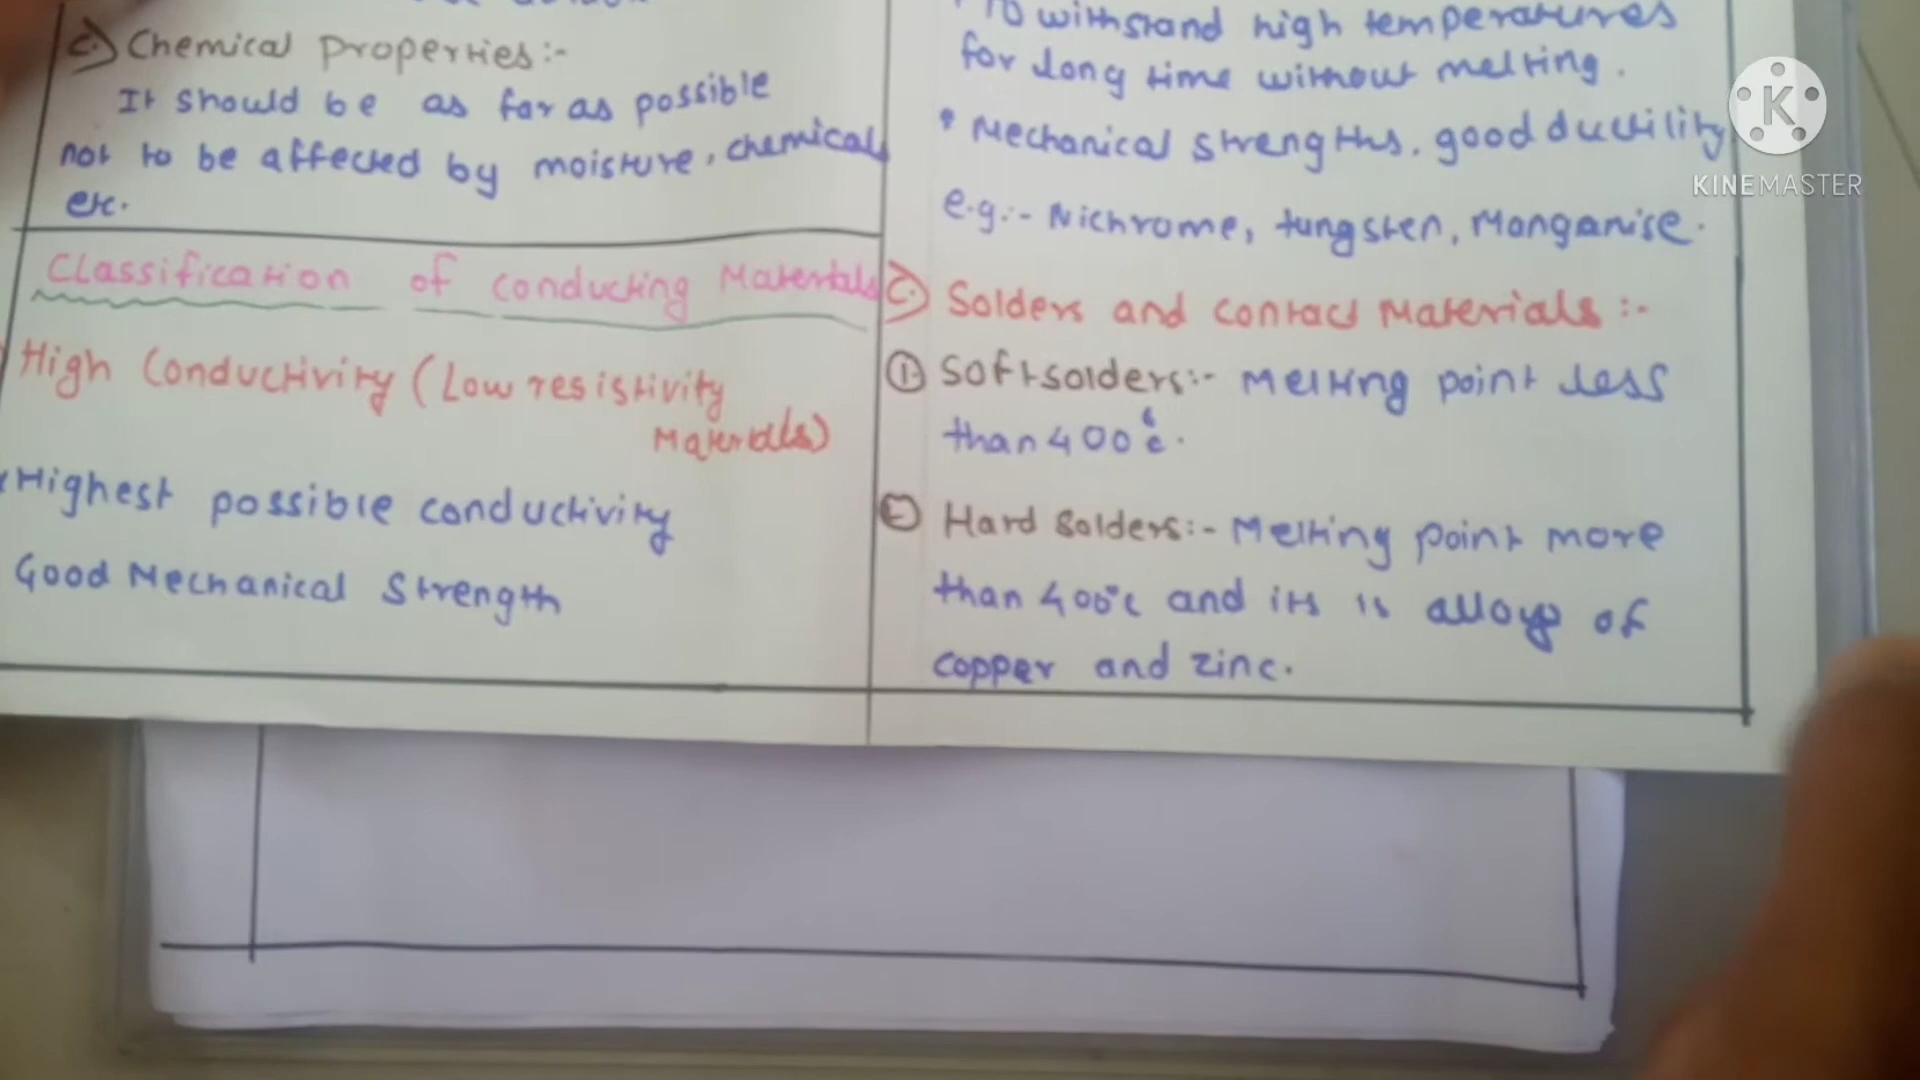 C.) Chemical Properties:-
It should be as far as possible
not to be affected by moisture, chemicals
etc.
Classification of conducting Materials
High Conductivity (Low resistivity
Materials)
Highest possible conductivity
Good Mechanical Strength
To withstand high temperatures
for long time without melting.
• Mechanical strengths, good ductility
e.g:- Nichrome, tungsten, Manganise.
C.) Solders and contact Materials:-
① Soft solders:- Melting point less
than 400°c.
② Hard solders:- Melting point more
than 400°c and its is alloys of
copper and zinc.
K
KINEMASTER